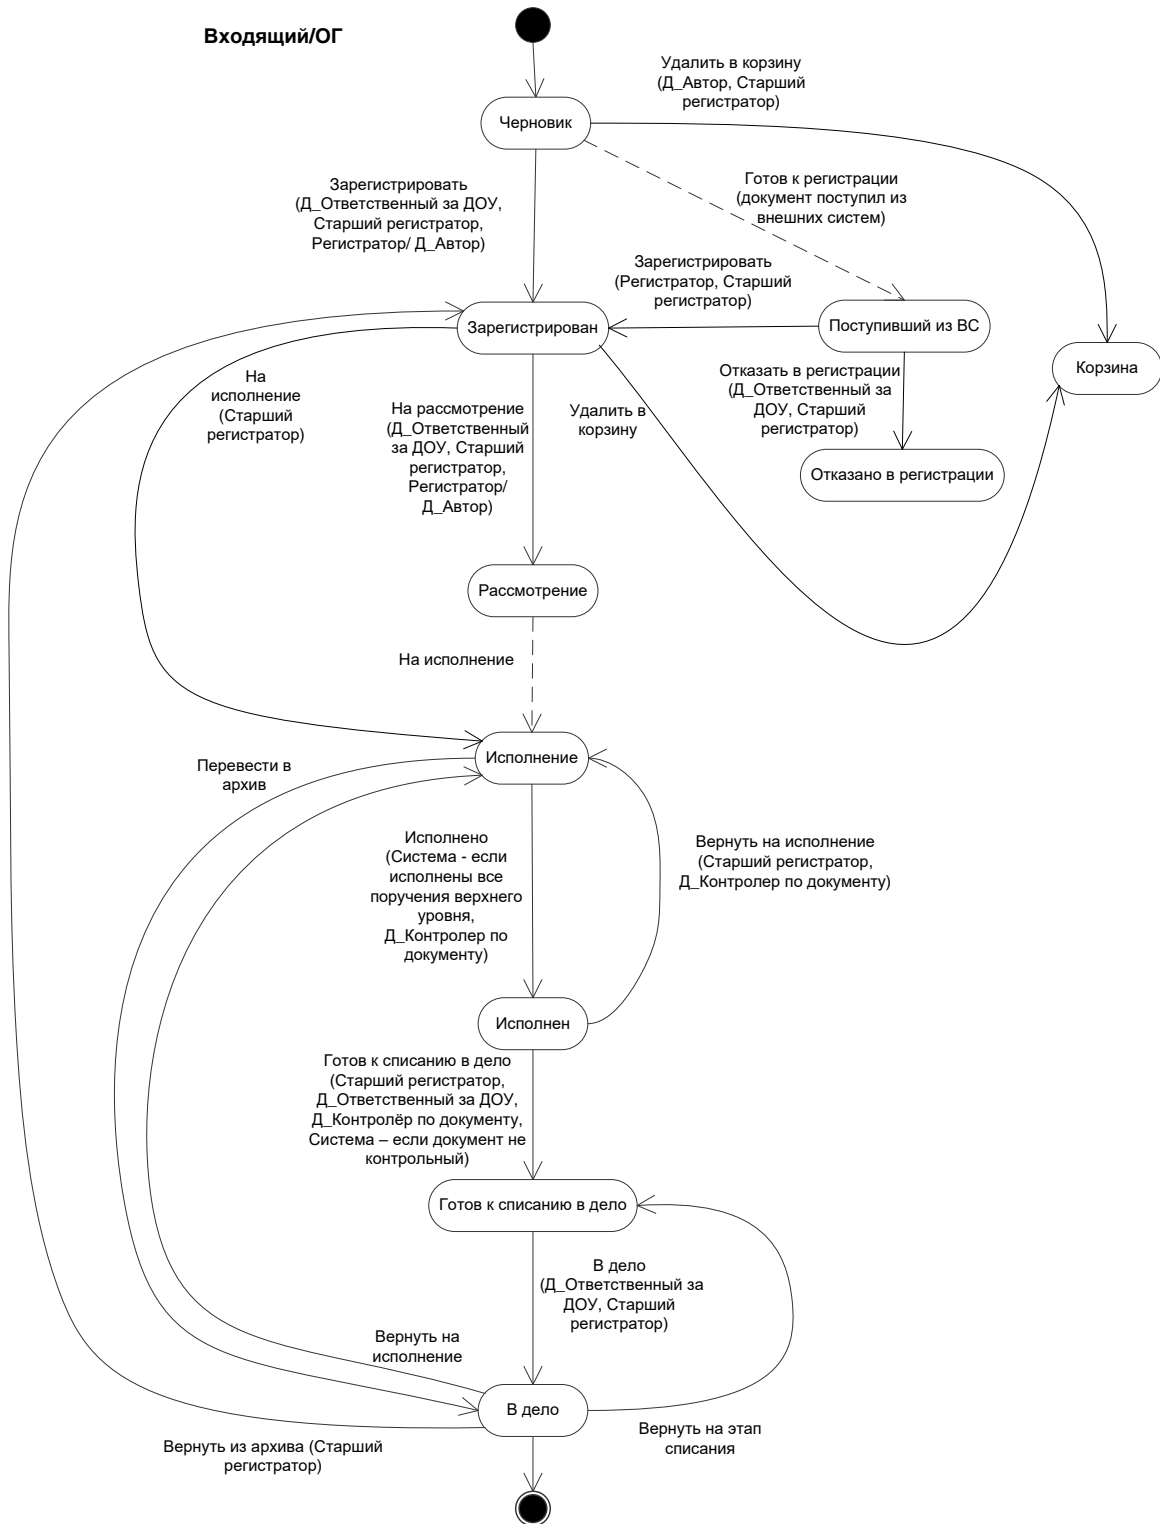 Входящий/ОГ
Удалить в корзину
(Д_Автор, Старший
регистратор)
Черновик
Зарегистрировать
(Д_Ответственный за ДОУ,
Старший регистратор,
Регистратор/ Д_Автор)
Готов к регистрации
(документ поступил из
внешних систем)
Зарегистрировать
(Регистратор, Старший
регистратор)
Зарегистрирован
Поступивший из ВС
Корзина
На
исполнение
(Старший
регистратор)
На рассмотрение
(Д_Ответственный
за ДОУ, Старший
регистратор,
Регистратор/
Д_Автор)
Удалить в
корзину
Отказать в регистрации
(Д_Ответственный за
ДОУ, Старший
регистратор)
Отказано в регистрации
Рассмотрение
На исполнение
Исполнение
Перевести в
архив
Исполнено
(Система - если
исполнены все
поручения верхнего
уровня,
Д_Контролер по
документу)
Вернуть на исполнение
(Старший регистратор,
Д_Контролер по документу)
Исполнен
Готов к списанию в дело
(Старший регистратор,
Д_Ответственный за ДОУ,
Д_Контролёр по документу,
Система – если документ не
контрольный)
Готов к списанию в дело
В дело
(Д_Ответственный за
ДОУ, Старший
регистратор)
Вернуть на
исполнение
В дело
Вернуть на этап
списания
Вернуть из архива (Старший
регистратор)